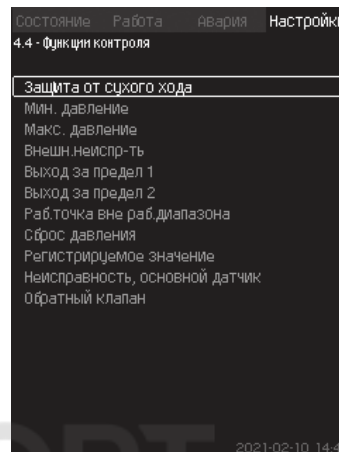 Состояние Работа Авария Настройки
4.4 - Функции контроля
Защита от сухого хода
Мин. давление
Макс. давление
Внешн.неиспр-ть
Выход за предел 1
Выход за предел 2
Раб.точка вне раб.диапазона
Сброс давления
Регистрируемое значение
Неисправность, основной датчик
Обратный клапан
2021-02-10 14:4